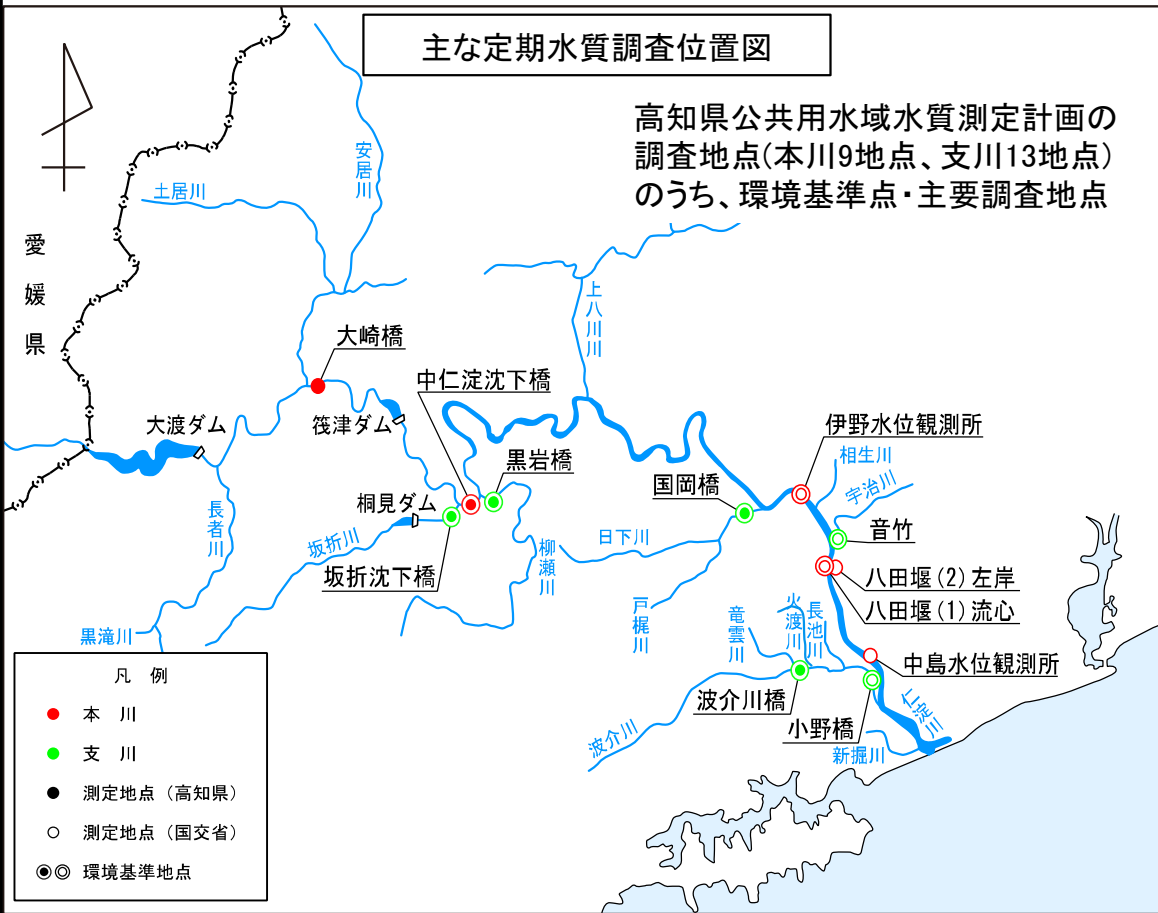 主な定期水質調査位置図
高知県公共用水域水質測定計画の
調査地点(本川9地点、支川13地点)
のうち、環境基準点・主要調査地点
安居川
土居川
愛媛県
上八川川
大崎橋
中仁淀沈下橋
大渡ダム
筏津ダム
伊野水位観測所
相生川
黒岩橋
国岡橋
宇治川
桐見ダム
長者川
音竹
坂折川
日下川
柳瀬川
坂折沈下橋
八田堰(2)左岸
八田堰(1)流心
戸梶川
竜雲川
火渡川
長池川
黒滝川
中島水位観測所
波介川橋
仁淀川
小野橋
波介川
新掘川
凡 例
本 川
支 川
測定地点（高知県）
測定地点（国交省）
環境基準地点